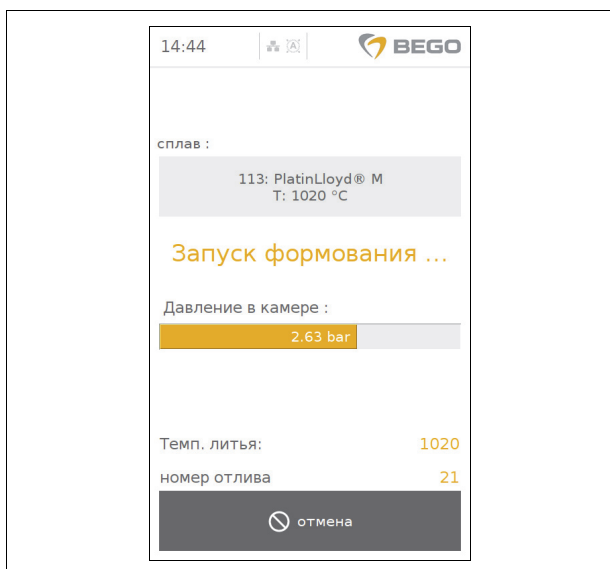 14:44
A
BEGO
сплав :
113: PlatinLloyd® M
T: 1020 °C
Запуск формования ...
Давление в камере :
2.63 bar
Темп. литья: 1020
номер отлива 21
отмена